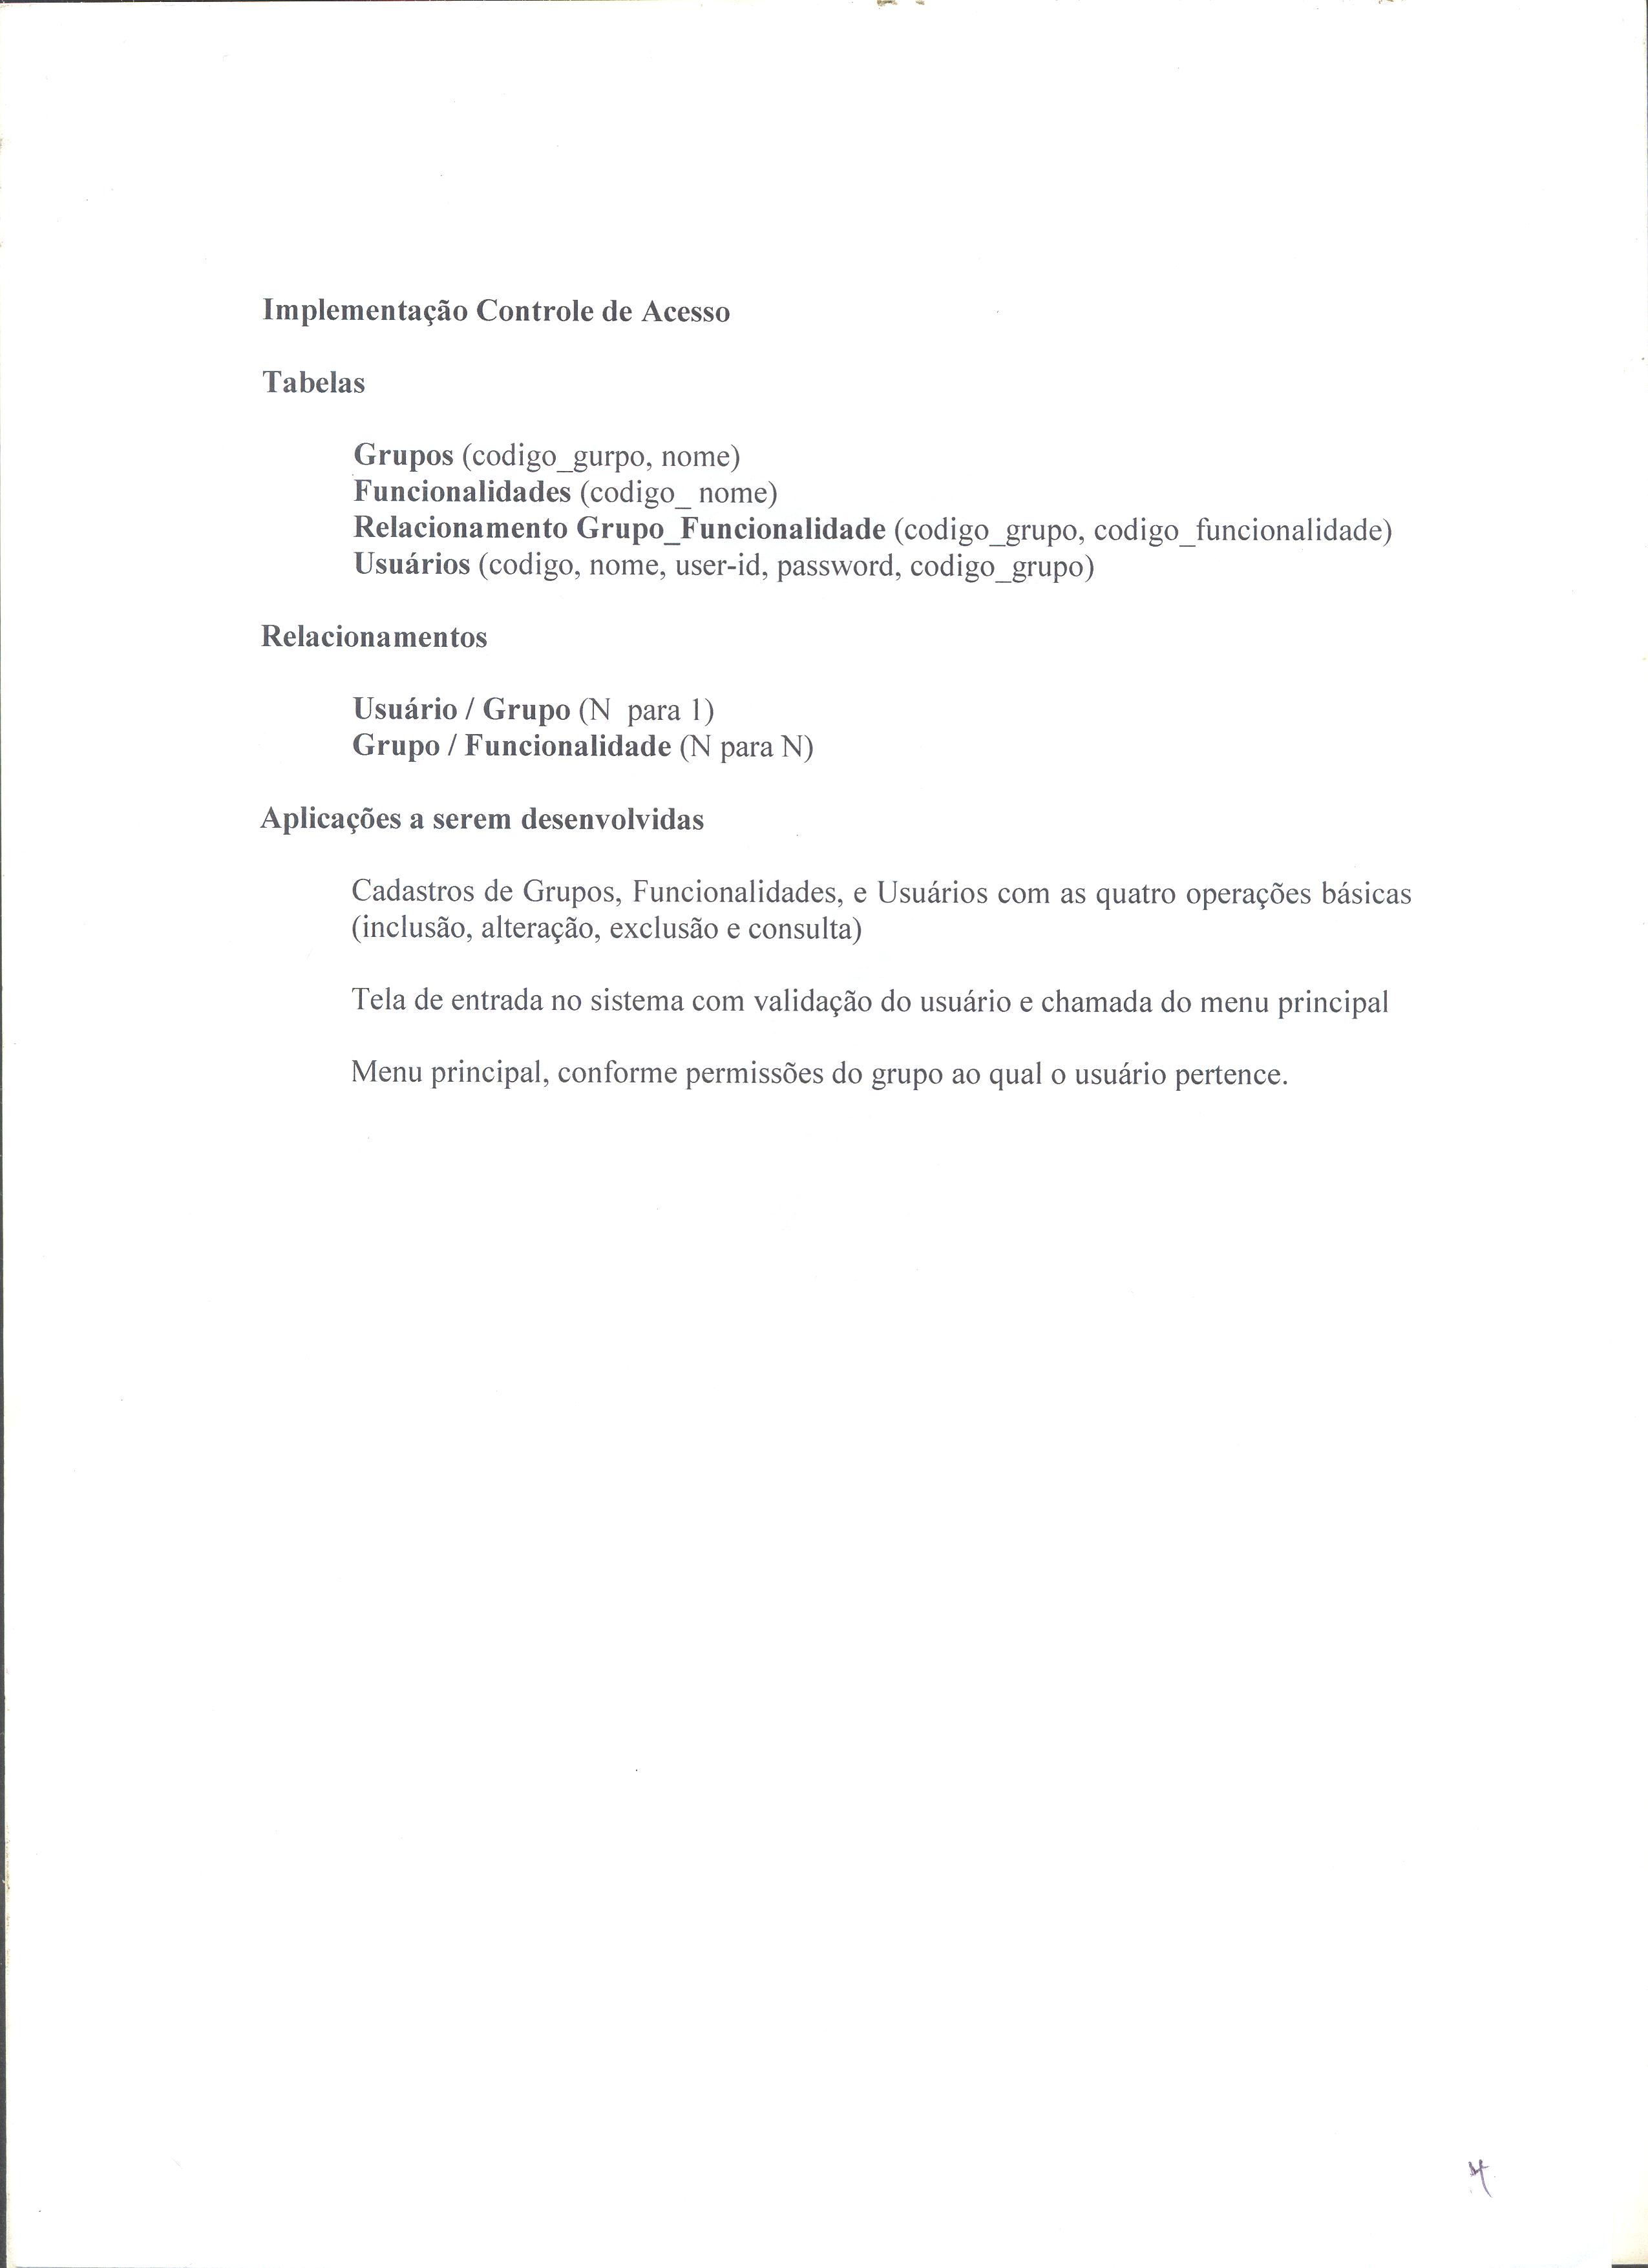 Implementação Controle de Acesso
Tabelas
Grupos (codigo_gurpo, nome)
Funcionalidades (codigo_ nome)
Relacionamento Grupo_Funcionalidade (codigo_grupo, codigo_funcionalidade)
Usuários (codigo, nome, user-id, password, codigo_grupo)
Relacionamentos
Usuário / Grupo (N para 1)
Grupo / Funcionalidade (N para N)
Aplicações a serem desenvolvidas
Cadastros de Grupos, Funcionalidades, e Usuários com as quatro operações básicas
(inclusão, alteração, exclusão e consulta)
Tela de entrada no sistema com validação do usuário e chamada do menu principal
Menu principal, conforme permissões do grupo ao qual o usuário pertence.